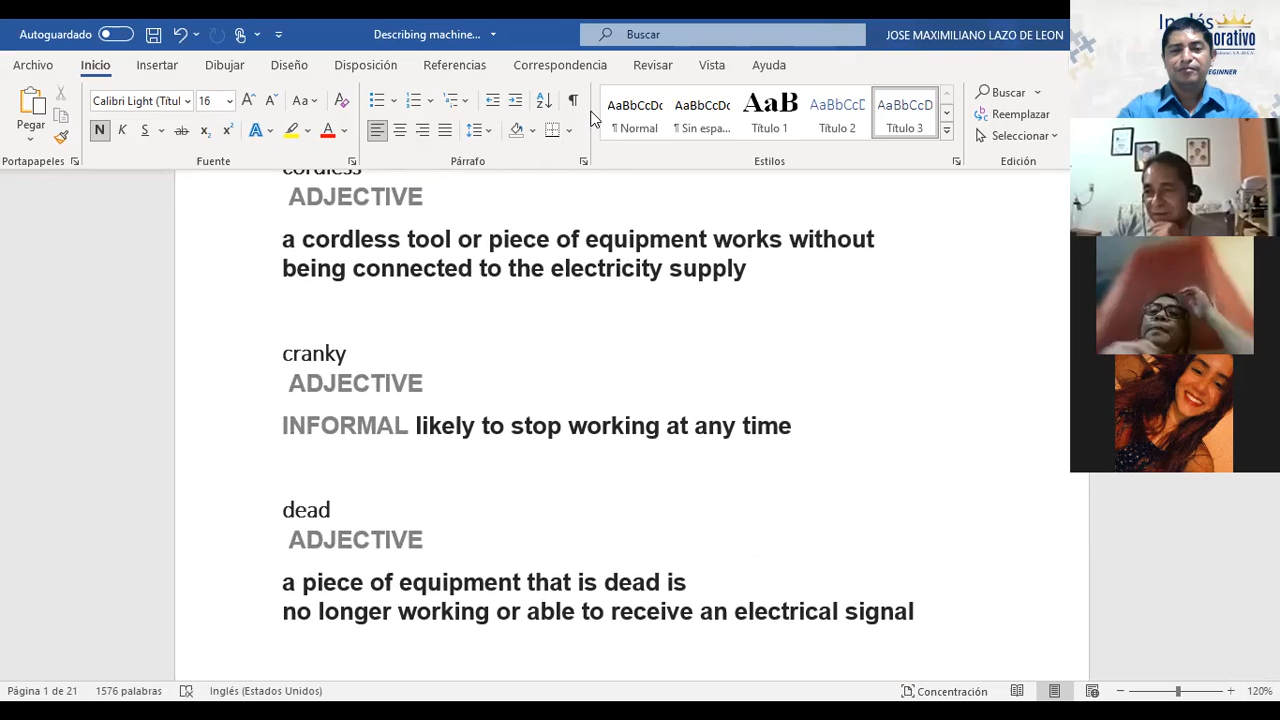 Autoguardado
Describing machine...
Buscar
JOSE MAXIMILIANO LAZO DE LEON
Inglés
orativo
BEGINNER
Archivo Inicio Insertar Dibujar Diseño Disposición Referencias Correspondencia Revisar Vista Ayuda
Pegar
Calibri Light (Títul 16
Portapapeles
Fuente
Párrafo
AaBbCcDc AaBbCcDc AaB AaBbCcD AaBbCcD
¶ Normal ¶ Sin espa... Título 1 Título 2 Título 3
Estilos
Buscar
Reemplazar
Seleccionar
Edición
cordless
ADJECTIVE
a cordless tool or piece of equipment works without
being connected to the electricity supply
cranky
ADJECTIVE
INFORMAL likely to stop working at any time
dead
ADJECTIVE
a piece of equipment that is dead is
no longer working or able to receive an electrical signal
Página 1 de 21 1576 palabras Inglés (Estados Unidos) Concentración 120%